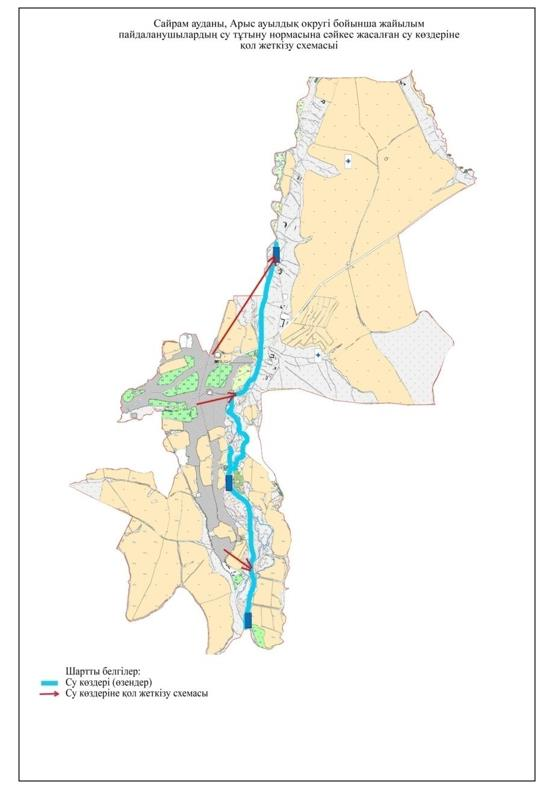 Сайрам ауданы, Арыс ауылдық округі бойынша жайылым
пайдаланушылардың су тұтыну нормасына сәйкес жасалған су көздеріне
қол жеткізу схемасыі
Шартты белгілер:
Су көздері (өзендер)
Су көздеріне қол жеткізу схемасы